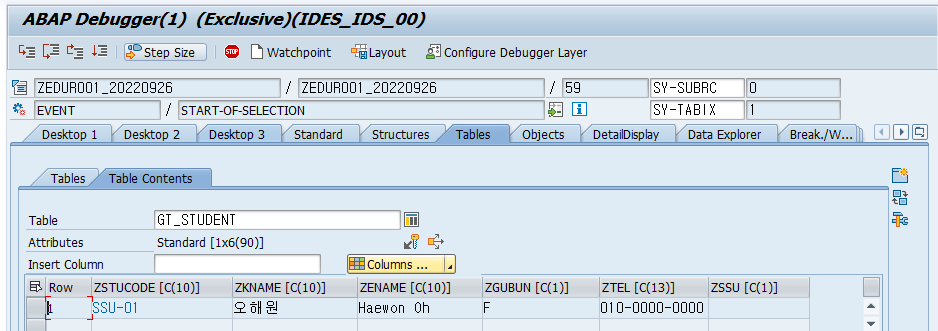 ABAP Debugger(1) (Exclusive)(IDES_IDS_00)
Step Size STOP Watchpoint Layout Configure Debugger Layer
ZEDUR001_20220926 / ZEDUR001_20220926 / 59 SY-SUBRC 0
EVENT / START-OF-SELECTION SY-TABIX 1
Desktop 1 Desktop 2 Desktop 3 Standard Structures Tables Objects DetailDisplay Data Explorer Break./W...
Tables Table Contents
Table GT_STUDENT
Attributes Standard [1x6(90)]
Insert Column Columns ...
Row ZSTUCODE [C(10)] ZKNAME [C(10)] ZENAME [C(10)] ZGUBUN [C(1)] ZTEL [C(13)] ZSSU [C(1)]
1 SSU-01 오해원 Haewon Oh F 010-0000-0000